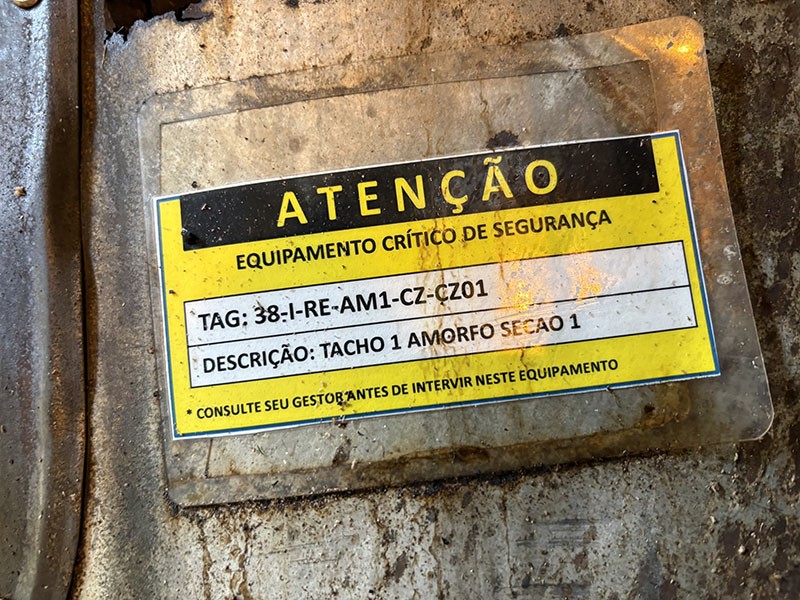 ATENÇÃO
EQUIPAMENTO CRÍTICO DE SEGURANÇA
TAG: 38-I-RE-AM1-CZ-CZ01
DESCRIÇÃO: TACHO 1 AMORFO SECAO 1
* CONSULTE SEU GESTOR ANTES DE INTERVIR NESTE EQUIPAMENTO